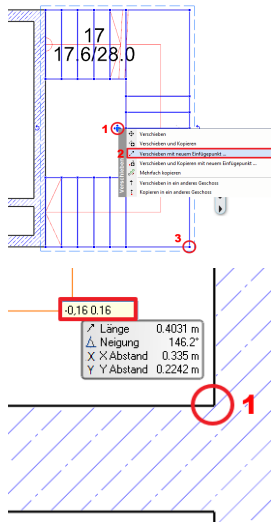 17
17.6/28.0
1
Verschieben
Verschieben und Kopieren
2
Verschieben mit neuem Einfügepunkt ...
Verschieben und Kopieren mit neuem Einfügepunkt ...
Mehrfach kopieren
Verschieben in ein anderes Geschoss
Kopieren in ein anderes Geschoss
3
-0,16 0.16
Länge 0.4031 m
Neigung 146.2°
X X Abstand 0.335 m
Y Y Abstand 0.2242 m
1